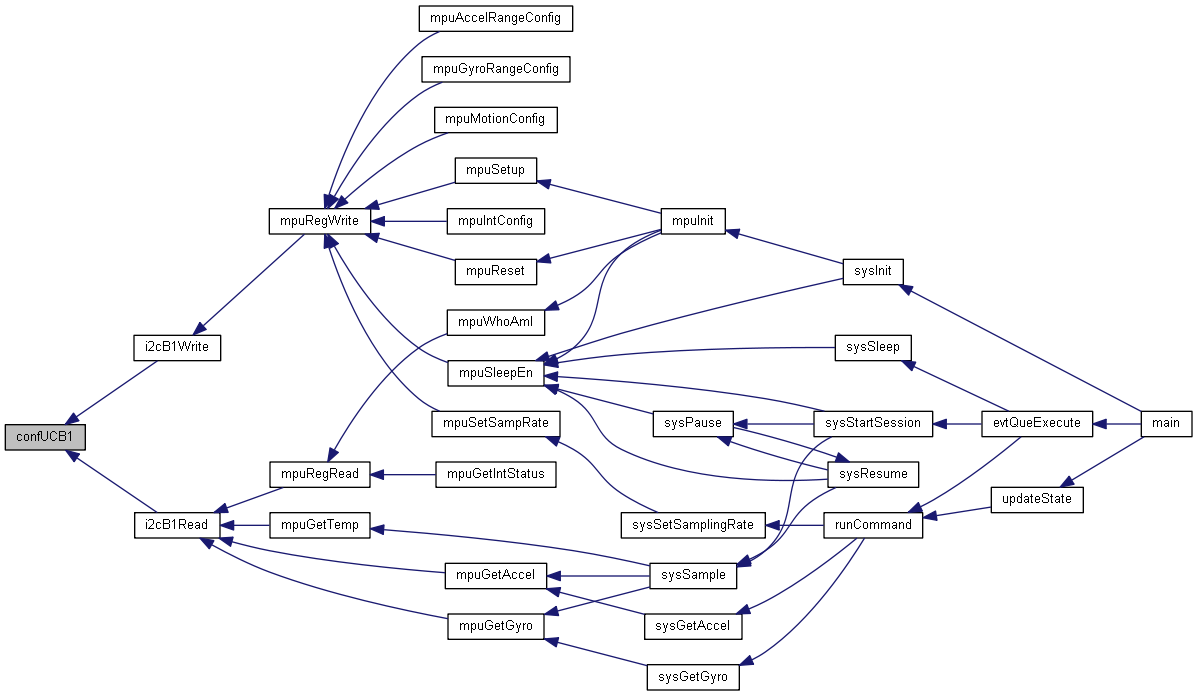 mpuAccelRangeConfig
mpuGyroRangeConfig
mpuMotionConfig
mpuSetup
mpuRegWrite
mpuIntConfig
mpuInit
mpuReset
sysInit
mpuWhoAmI
i2cB1Write
sysSleep
mpuSleepEn
confUCB1
mpuSetSampRate
sysPause
sysStartSession
evtQueExecute
main
mpuRegRead
mpuGetIntStatus
sysResume
updateState
i2cB1Read
mpuGetTemp
sysSetSamplingRate
runCommand
mpuGetAccel
sysSample
mpuGetGyro
sysGetAccel
sysGetGyro